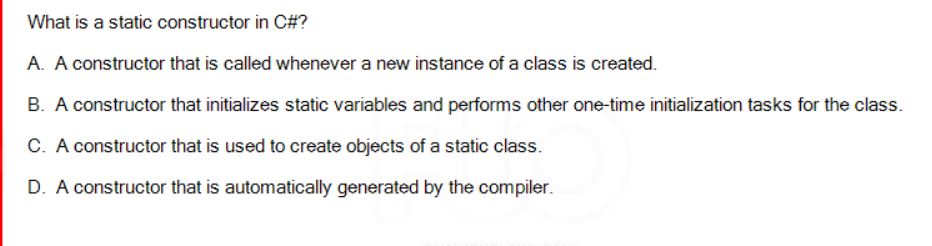 What is a static constructor in C#?
A. A constructor that is called whenever a new instance of a class is created.
B. A constructor that initializes static variables and performs other one-time initialization tasks for the class.
C. A constructor that is used to create objects of a static class.
D. A constructor that is automatically generated by the compiler.